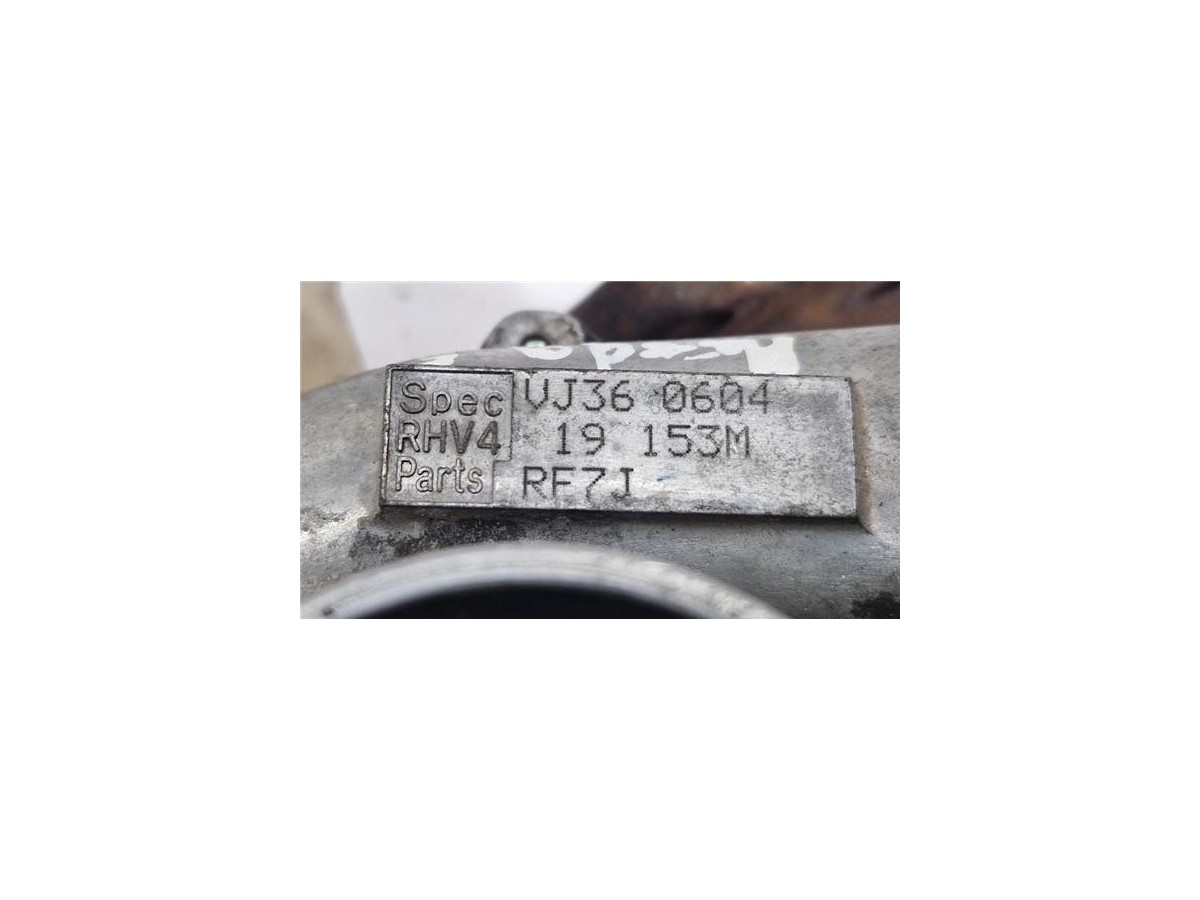 Spec VJ36 0604
RHV4 19 153M
Parts RF7J